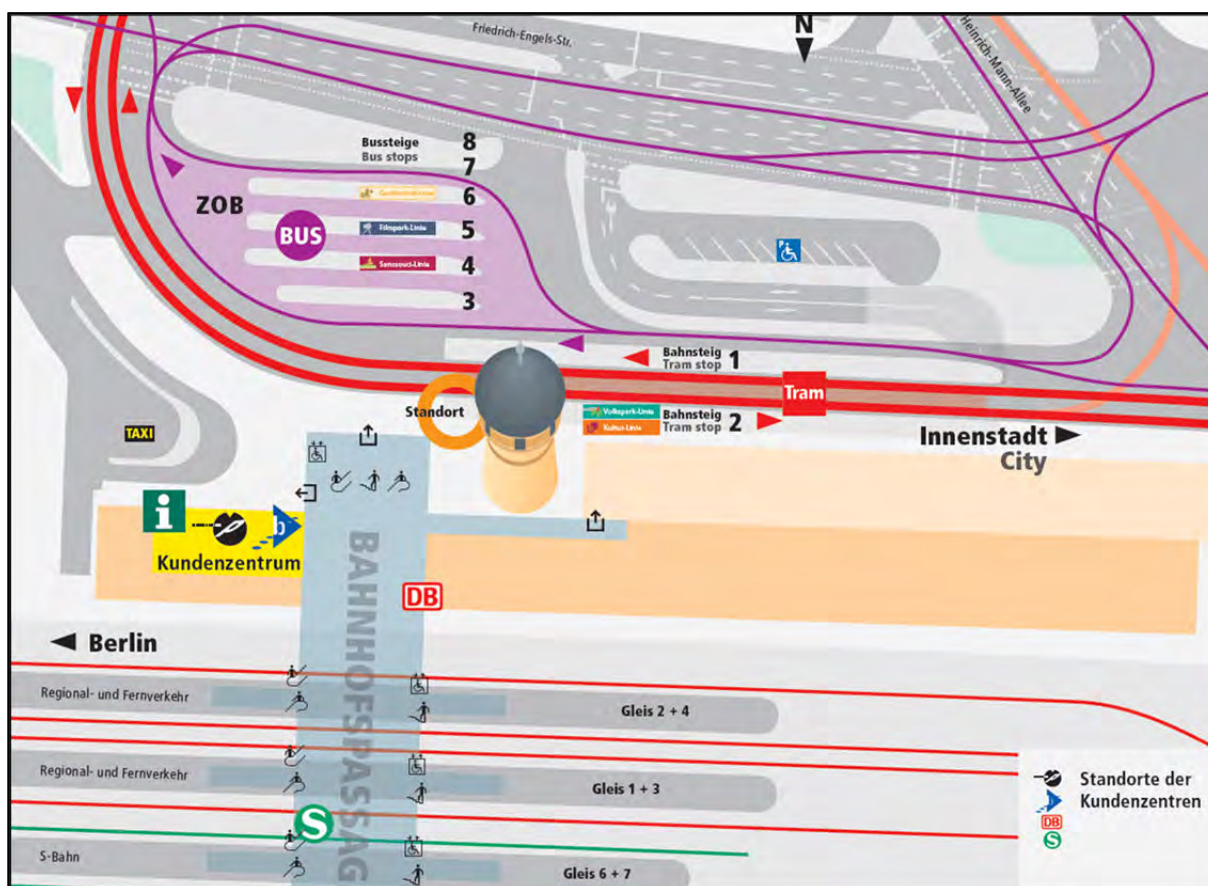 Friedrich-Engels-Str.
N
Heinrich-Mann-Allee
Bussteige 8
Bus stops 7
6
ZOB
BUS
Filmpark-Linie 5
Sanssouci-Linie 4
3
P
Bahnsteig 1
Tram stop
Tram
Standort
Volkspark-Linie
Kultur-Linie
Bahnsteig 2
Tram stop
Innenstadt
City
TAXI
i
b
Kundenzentrum
BAHNHOFSPASSAG
DB
Berlin
Regional- und Fernverkehr
Gleis 2 + 4
Regional- und Fernverkehr
Gleis 1 + 3
S
S-Bahn
Gleis 6 + 7
Standorte der
Kundenzentren
DB
S